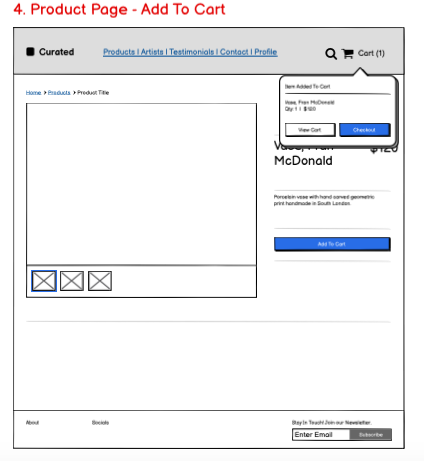 4. Product Page - Add To Cart
Curated
Products | Artists | Testimonials | Contact | Profile
Cart (1)
Home > Products > Product Title
Item Added To Cart
Vase, Fran McDonald
Qty: 1 | $120
View Cart
Checkout
Vase, Fran
McDonald
$120
Porcelain vase with hand carved geometric
print handmade in South London.
Add To Cart
About
Socials
Stay In Touch! Join our Newsletter.
Enter Email
Subscribe